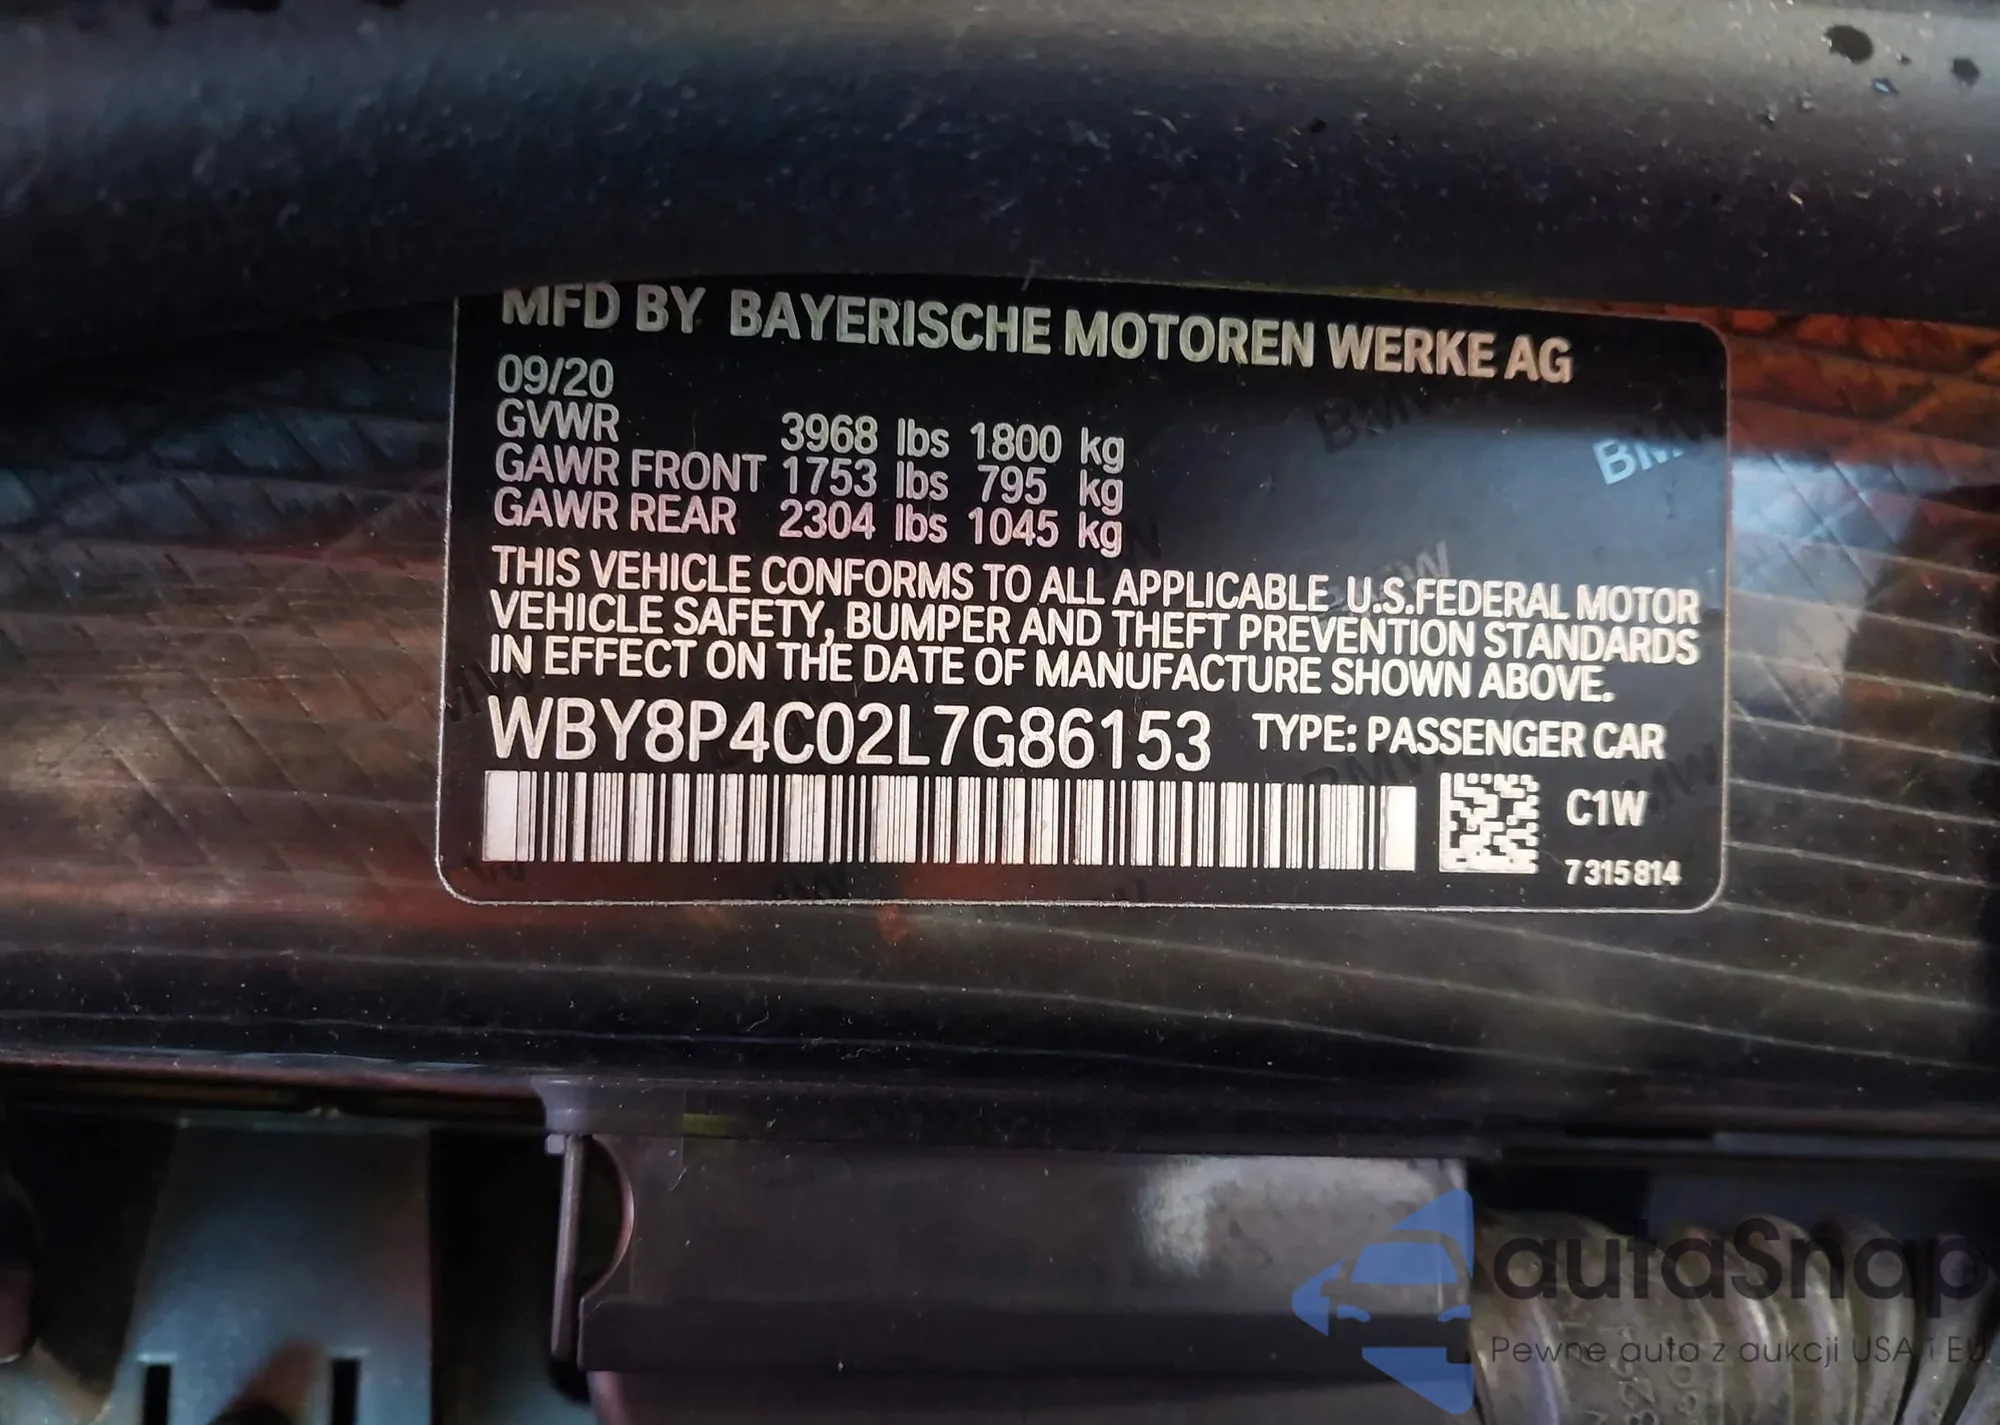 MFD BY BAYERISCHE MOTOREN WERKE AG
09/20
GVWR 3968 lbs 1800 kg
GAWR FRONT 1753 lbs 795 kg
GAWR REAR 2304 lbs 1045 kg
THIS VEHICLE CONFORMS TO ALL APPLICABLE U.S.FEDERAL MOTOR
VEHICLE SAFETY, BUMPER AND THEFT PREVENTION STANDARDS
IN EFFECT ON THE DATE OF MANUFACTURE SHOWN ABOVE.
WBY8P4C02L7G86153 TYPE: PASSENGER CAR
C1W
7315814
autaSnap
Pewne auta z aukcji USA i EU